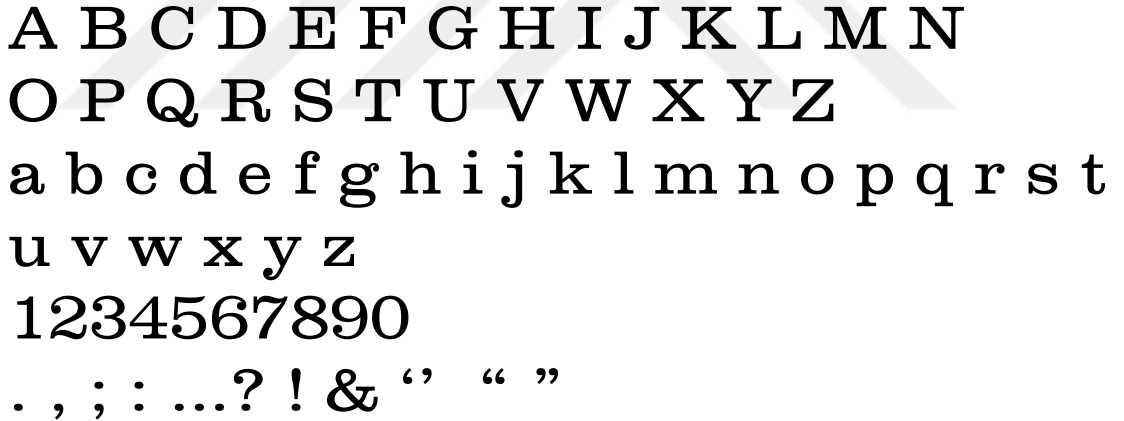 A B C D E F G H I J K L M N
O P Q R S T U V W X Y Z
a b c d e f g h i j k l m n o p q r s t
u v w x y z
1234567890
. , ; : ...? ! & ‘’ “ ”